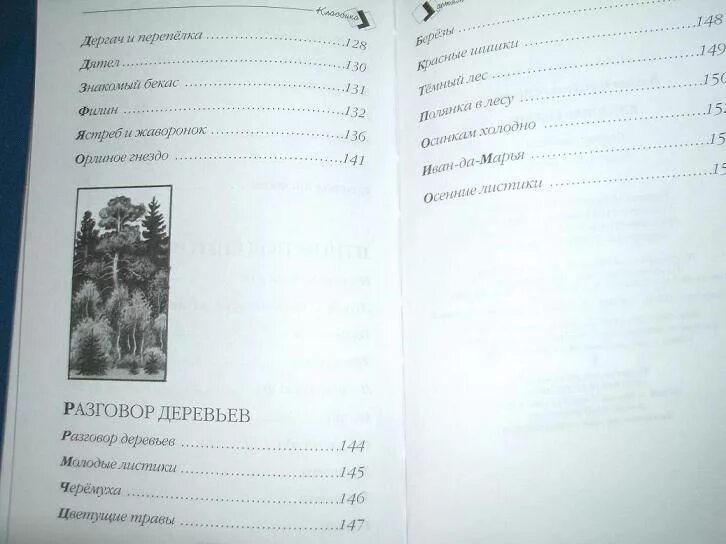 Классика
Дергач и перепёлка 128
Дятел 130
Знакомый бекас 131
Филин 132
Ястреб и жаворонок 136
Орлиное гнездо 141
РАЗГОВОР ДЕРЕВЬЕВ
Разговор деревьев 144
Молодые листики 145
Черёмуха 146
Цветущие травы 147
детям
Берёзы 148
Красные шишки 149
Тёмный лес 150
Полянка в лесу
Осинкам холодно
Иван-да-Марья
Осенние листики